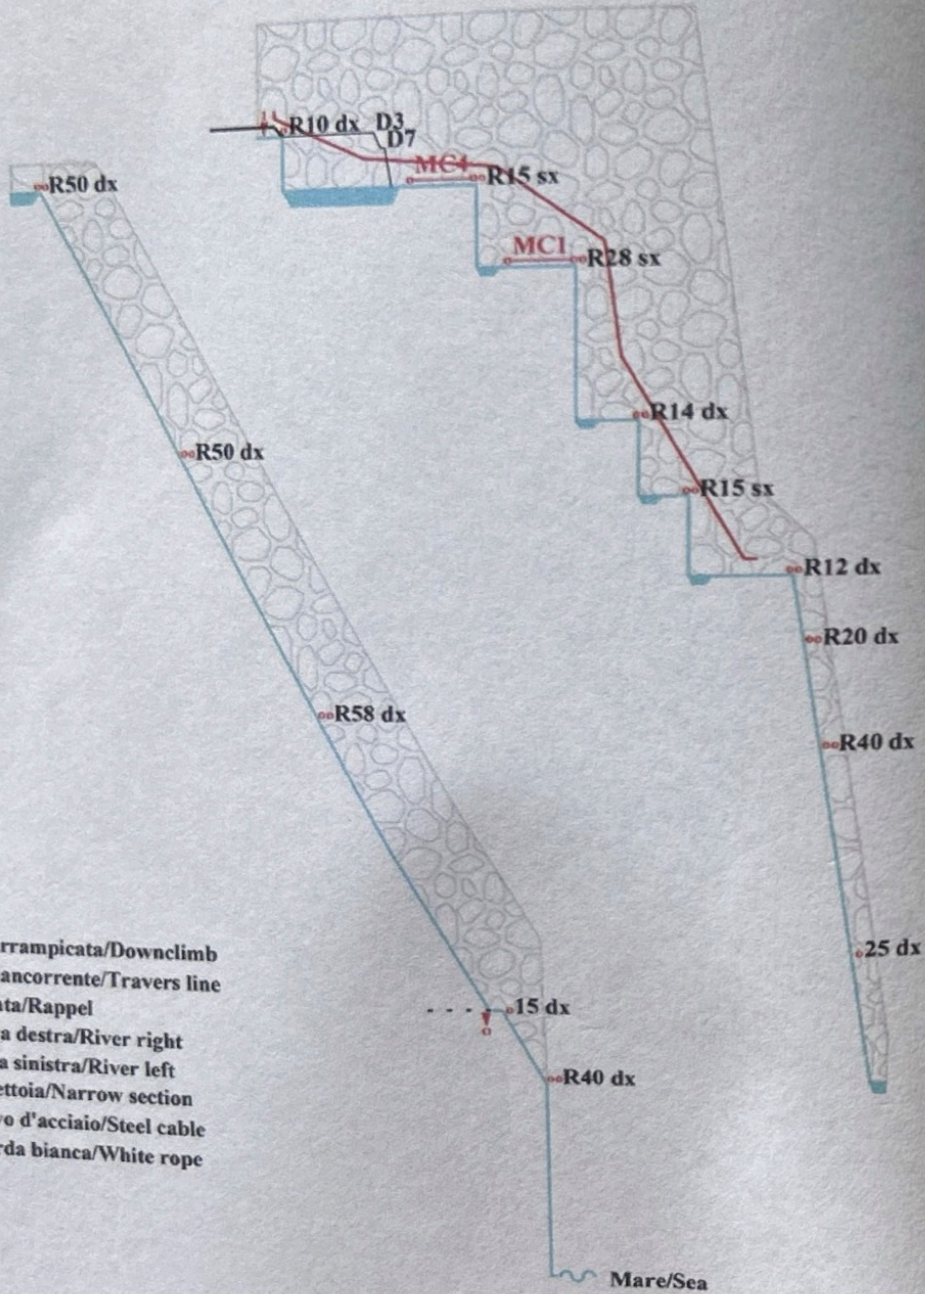 R10 dx D3
D7
MC4
R15 sx
MC1
R28 sx
R14 dx
R15 sx
R12 dx
R20 dx
R40 dx
25 dx
R50 dx
R50 dx
R58 dx
15 dx
R40 dx
Mare/Sea
rrampicata/Downclimb
ancorrente/Travers line
ata/Rappel
a destra/River right
a sinistra/River left
ettoia/Narrow section
o d'acciaio/Steel cable
rda bianca/White rope